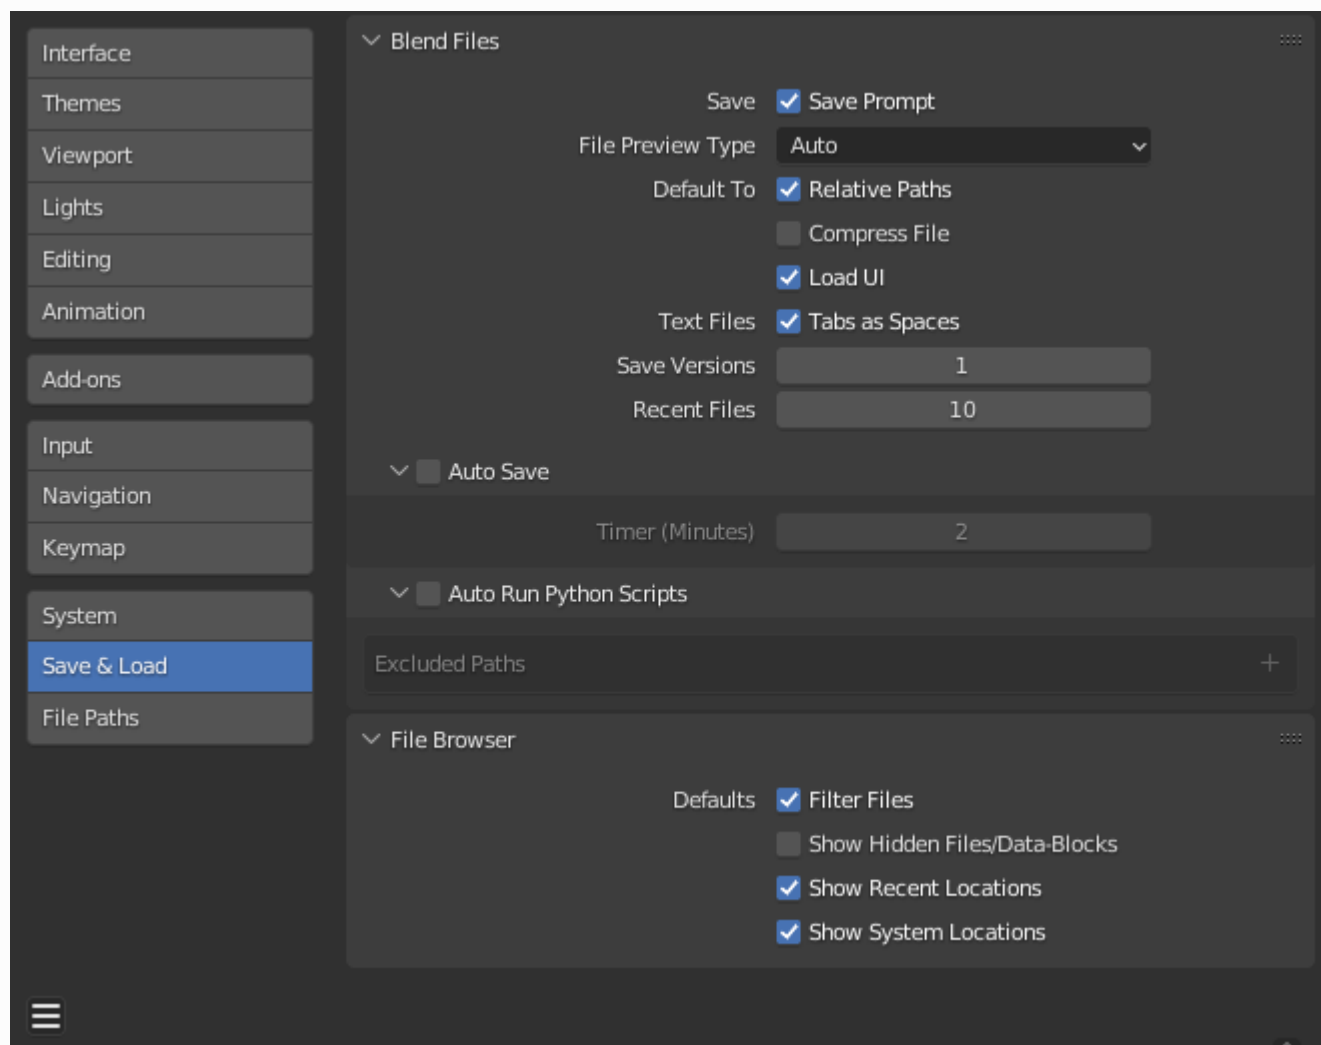 Interface
Themes
Viewport
Lights
Editing
Animation
Add-ons
Input
Navigation
Keymap
System
Save & Load
File Paths
Blend Files
Save Save Prompt
File Preview Type Auto
Default To Relative Paths
Compress File
Load UI
Text Files Tabs as Spaces
Save Versions 1
Recent Files 10
Auto Save
Timer (Minutes) 2
Auto Run Python Scripts
Excluded Paths
File Browser
Defaults Filter Files
Show Hidden Files/Data-Blocks
Show Recent Locations
Show System Locations